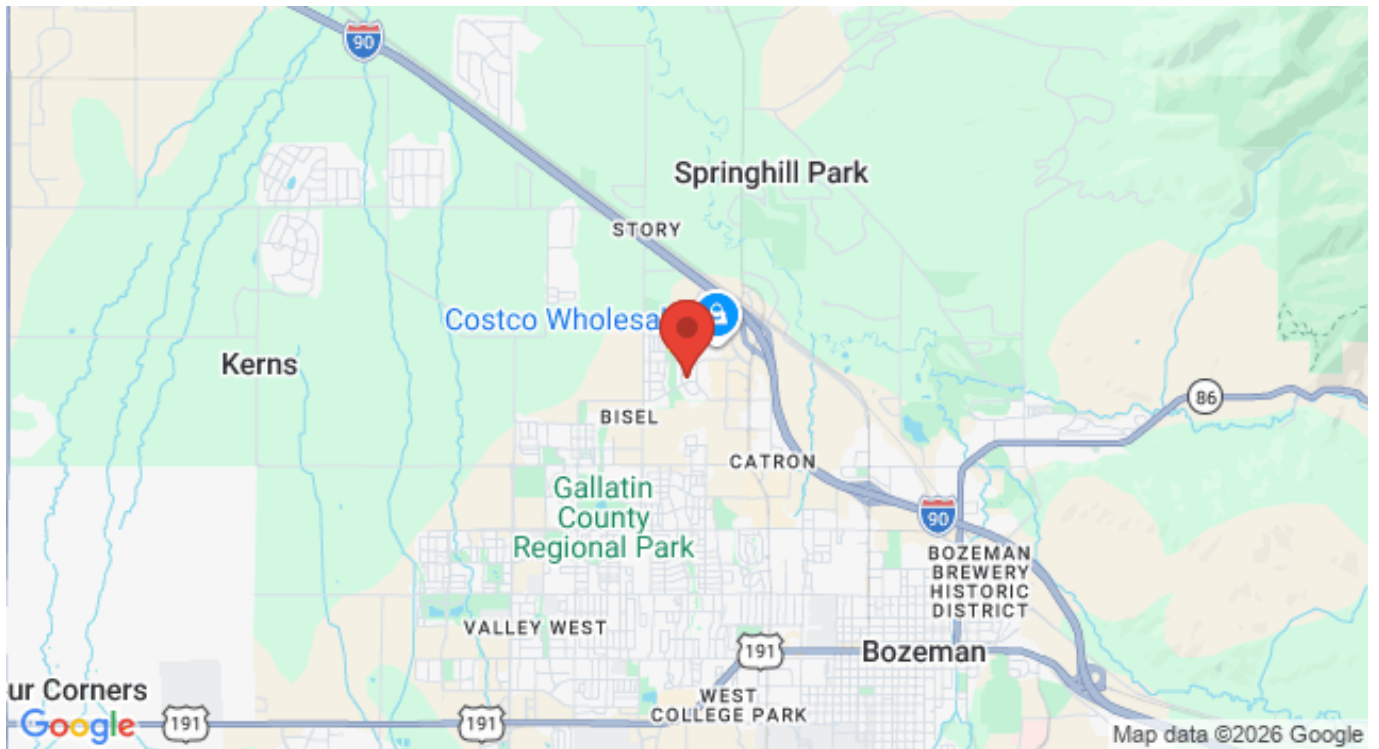 90
Springhill Park
STORY
Costco Wholesal
Kerns
86
BISEL
CATRON
Gallatin
County
Regional Park
90
BOZEMAN
BREWERY
HISTORIC
DISTRICT
VALLEY WEST
191
Bozeman
ur Corners
WEST
COLLEGE PARK
Google
191
191
Map data ©2026 Google